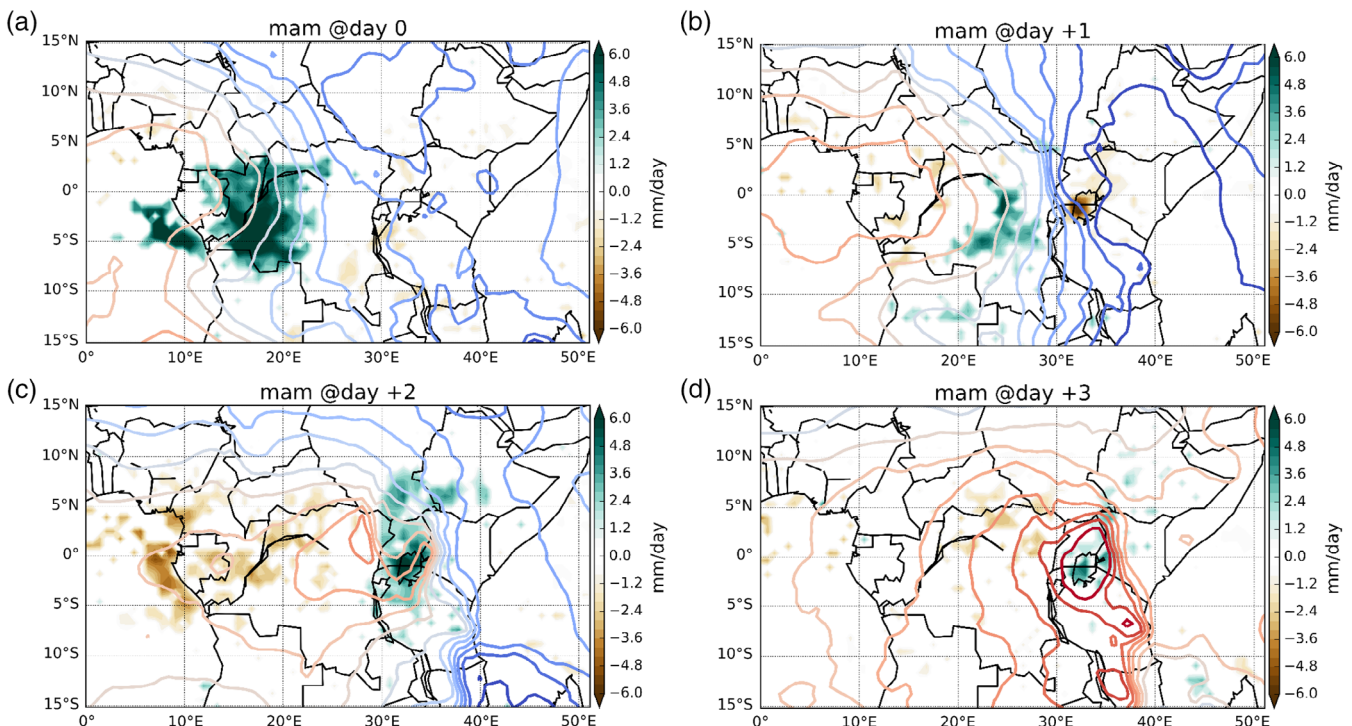 (a)
mam @day 0
15°N
10°N
5°N
0°
5°S
10°S
15°S
0° 10°E 20°E 30°E 40°E 50°E
6.0
4.8
3.6
2.4
1.2
0.0
−1.2
−2.4
−3.6
−4.8
−6.0
mm/day
(b)
mam @day +1
15°N
10°N
5°N
0°
5°S
10°S
15°S
0° 10°E 20°E 30°E 40°E 50°E
6.0
4.8
3.6
2.4
1.2
0.0
−1.2
−2.4
−3.6
−4.8
−6.0
mm/day
(c)
mam @day +2
15°N
10°N
5°N
0°
5°S
10°S
15°S
0° 10°E 20°E 30°E 40°E 50°E
6.0
4.8
3.6
2.4
1.2
0.0
−1.2
−2.4
−3.6
−4.8
−6.0
mm/day
(d)
mam @day +3
15°N
10°N
5°N
0°
5°S
10°S
15°S
0° 10°E 20°E 30°E 40°E 50°E
6.0
4.8
3.6
2.4
1.2
0.0
−1.2
−2.4
−3.6
−4.8
−6.0
mm/day